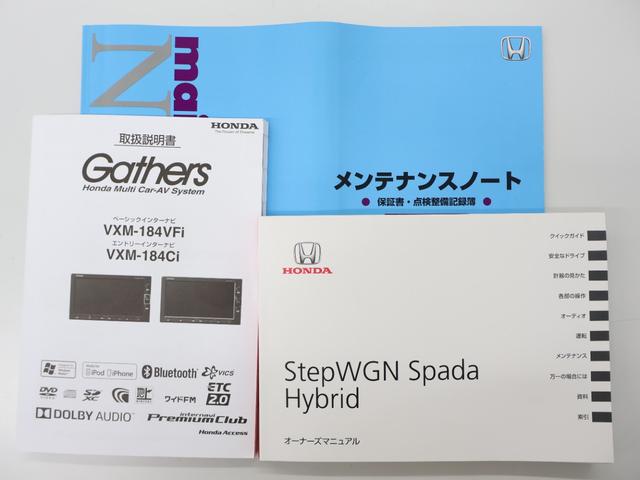 mai
N
メンテナンスノート
保証書・点検整備記録簿
HONDA
The Power of Dreams
取扱説明書
Gathers
Honda Multi Car-AV System
ベーシックインターナビ
VXM-184VFi
エントリーインターナビ
VXM-184Ci
Made for
iPod iPhone
Bluetooth
VICS
DVD
SD XC
ワイドFM
ETC 2.0
DOLBY AUDIO
internavi
Premium Club
Honda Access
HONDA
StepWGN Spada
Hybrid
オーナーズマニュアル
クイックガイド
安全なドライブ
計器の見かた
各部の操作
オーディオ
運転
メンテナンス
万一の場合には
資料
索引